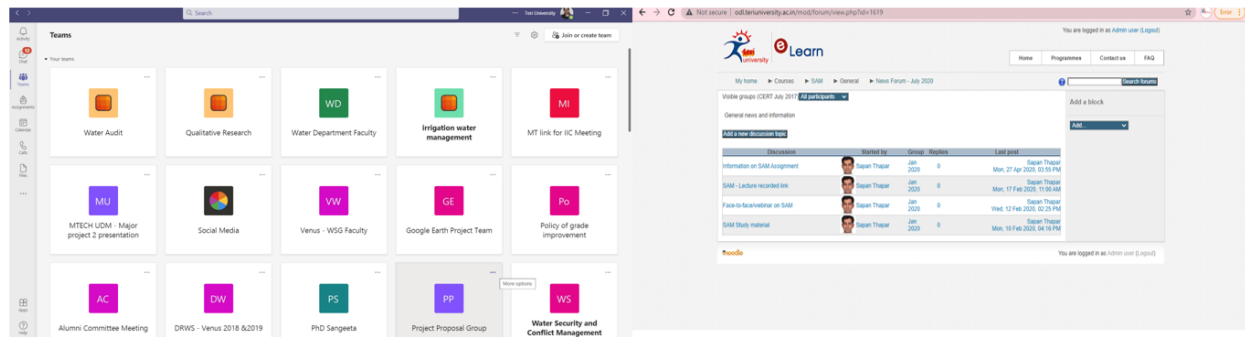 Search
Teri University
Activity
Chat
Teams
Assignments
Calendar
Calls
Files
Apps
Help
Teams
Join or create team
Your teams
Water Audit
Qualitative Research
WD
Water Department Faculty
irrigation water
management
MI
MT link for IIC Meeting
MU
MTECH UDM - Major
project 2 presentation
Social Media
VW
Venus - WSG Faculty
GE
Google Earth Project Team
Po
Policy of grade
improvement
AC
Alumni Committee Meeting
DW
DRWS - Venus 2018 &2019
PS
PhD Sangeeta
PP
Project Proposal Group
More options
WS
Water Security and
Conflict Management
Not secure | odl.teriuniversity.ac.in/mod/forum/view.php?id=1619
Error
teri
university
eLearn
You are logged in as Admin user (Logout)
Home Programmes Contact us FAQ
My home ► Courses ► SAM ► General ► News Forum - July 2020
Search forums
Visible groups (CERT July 2017) All participants
General news and information
Add a new discussion topic
Add a block
Add...
Discussion Started by Group Replies Last post
Information on SAM Assignment Sapan Thapar Jan 2020 0 Sapan Thapar
Mon, 27 Apr 2020, 03:55 PM
SAM - Lecture recorded link Sapan Thapar Jan 2020 0 Sapan Thapar
Mon, 17 Feb 2020, 11:00 AM
Face-to-face/webinar on SAM Sapan Thapar Jan 2020 0 Sapan Thapar
Wed, 12 Feb 2020, 02:25 PM
SAM Study material Sapan Thapar Jan 2020 0 Sapan Thapar
Mon, 10 Feb 2020, 04:16 PM
moodle
You are logged in as Admin user (Logout)